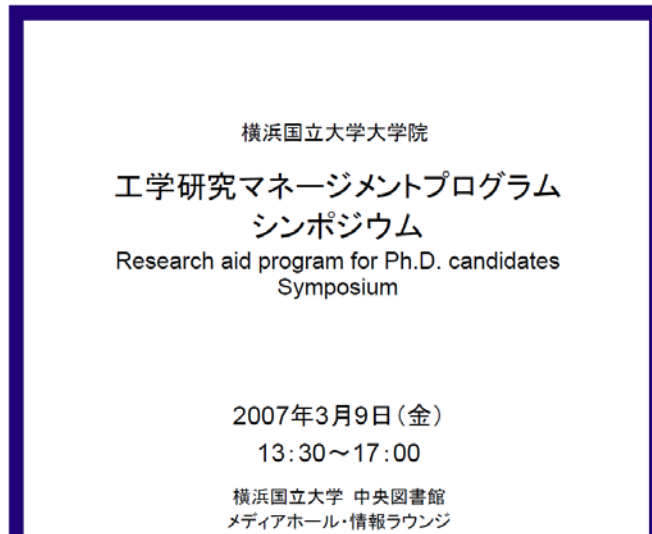 横浜国立大学大学院
工学研究マネージメントプログラム
シンポジウム
Research aid program for Ph.D. candidates
Symposium
2007年3月9日(金)
13:30～17:00
横浜国立大学 中央図書館
メディアホール・情報ラウンジ